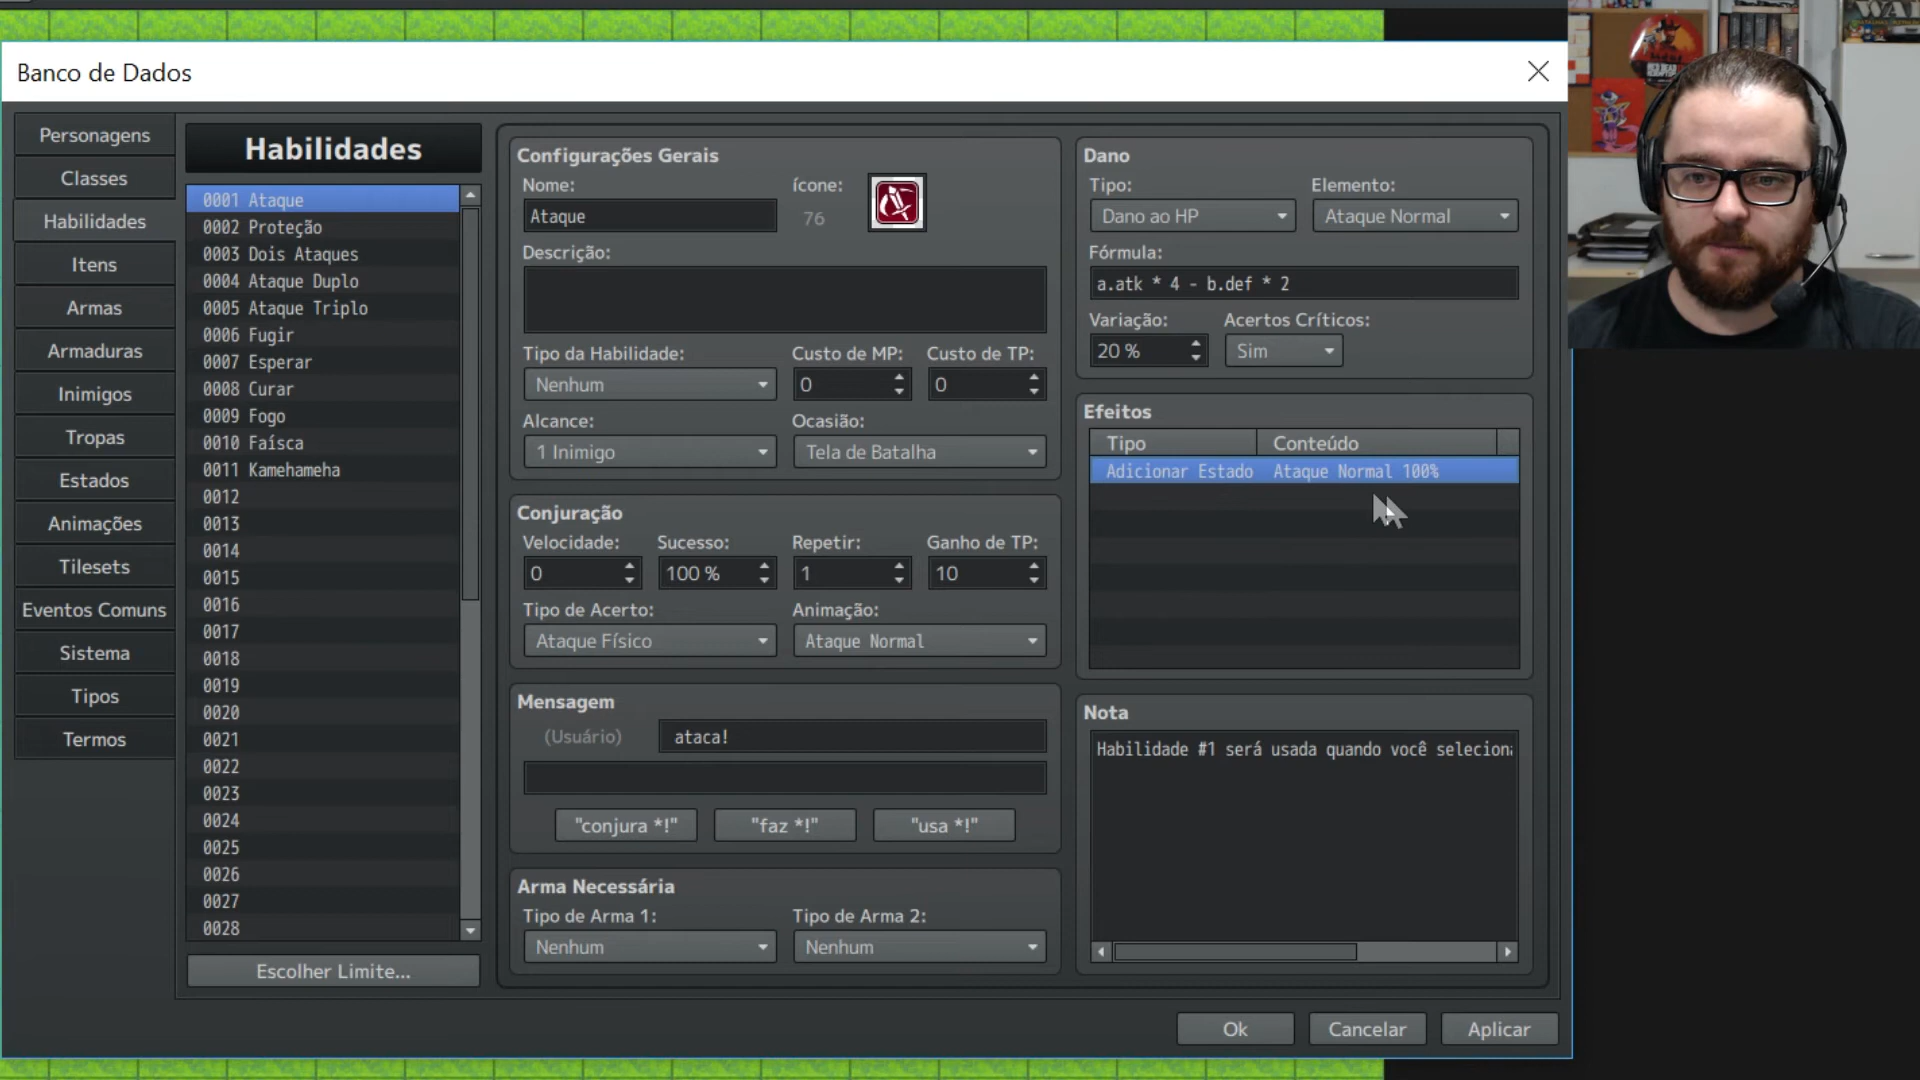 Banco de Dados
Personagens
Classes
Habilidades
Itens
Armas
Armaduras
Inimigos
Tropas
Estados
Animações
Tilesets
Eventos Comuns
Sistema
Tipos
Termos
Habilidades
0001 Ataque
0002 Proteção
0003 Dois Ataques
0004 Ataque Duplo
0005 Ataque Triplo
0006 Fugir
0007 Esperar
0008 Curar
0009 Fogo
0010 Faísca
0011 Kamehameha
0012
0013
0014
0015
0016
0017
0018
0019
0020
0021
0022
0023
0024
0025
0026
0027
0028
Escolher Limite...
Configurações Gerais
Nome: ícone:
Ataque 76
Descrição:
Tipo da Habilidade: Custo de MP: Custo de TP:
Nenhum 0 0
Alcance: Ocasião:
1 Inimigo Tela de Batalha
Conjuração
Velocidade: Sucesso: Repetir: Ganho de TP:
0 100 % 1 10
Tipo de Acerto: Animação:
Ataque Físico Ataque Normal
Mensagem
(Usuário) ataca!
"conjura *!" "faz *!" "usa *!"
Arma Necessária
Tipo de Arma 1: Tipo de Arma 2:
Nenhum Nenhum
Dano
Tipo: Elemento:
Dano ao HP Ataque Normal
Fórmula:
a.atk * 4 - b.def * 2
Variação: Acertos Críticos:
20 % Sim
Efeitos
Tipo Conteúdo
Adicionar Estado Ataque Normal 100%
Nota
Habilidade #1 será usada quando você selecion
Ok Cancelar Aplicar